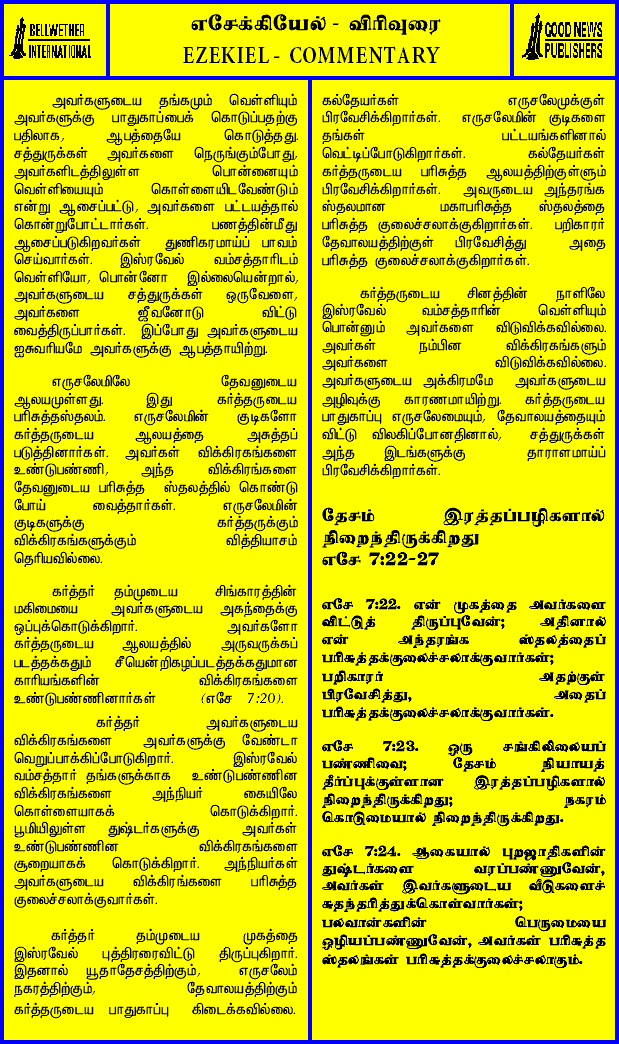 BELLWETHER
INTERNATIONAL
எசேக்கியேல் - விரிவுரை
EZEKIEL - COMMENTARY
GOOD NEWS
PUBLISHERS
அவர்களுடைய தங்கமும் வெள்ளியும்
அவர்களுக்கு பாதுகாப்பைக் கொடுப்பதற்கு
பதிலாக, ஆபத்தையே கொடுத்தது.
சத்துருக்கள் அவர்களை நெருங்கும்போது,
அவர்களிடத்திலுள்ள பொன்னையும்
வெள்ளியையும் கொள்ளையிடவேண்டும்
என்று ஆசைப்பட்டு, அவர்களை பட்டயத்தால்
கொன்றுபோட்டார்கள். பணத்தின்மீது
ஆசைப்படுகிறவர்கள் துணிகரமாய்ப் பாவம்
செய்வார்கள். இஸ்ரவேல் வம்சத்தாரிடம்
வெள்ளியோ, பொன்னோ இல்லையென்றால்,
அவர்களுடைய சத்துருக்கள் ஒருவேளை,
அவர்களை ஜீவனோடு விட்டு
வைத்திருப்பார்கள். இப்போது அவர்களுடைய
ஐசுவரியமே அவர்களுக்கு ஆபத்தாயிற்று.
எருசலேமிலே தேவனுடைய
ஆலயமுள்ளது. இது கர்த்தருடைய
பரிசுத்தஸ்தலம். எருசலேமின் குடிகளோ
கர்த்தருடைய ஆலயத்தை அசுத்தப்
படுத்தினார்கள். அவர்கள் விக்கிரகங்களை
உண்டுபண்ணி, அந்த விக்கிரகங்களை
தேவனுடைய பரிசுத்த ஸ்தலத்தில் கொண்டு
போய் வைத்தார்கள். எருசலேமின்
குடிகளுக்கு கர்த்தருக்கும்
விக்கிரகங்களுக்கும் வித்தியாசம்
தெரியவில்லை.
கர்த்தர் தம்முடைய சிங்காரத்தின்
மகிமையை அவர்களுடைய அகந்தைக்கு
ஒப்புக்கொடுக்கிறார். அவர்களோ
கர்த்தருடைய ஆலயத்தில் அருவருக்கப்
படத்தக்கதும் சீயென்றிகழப்படத்தக்கதுமான
காரியங்களின் விக்கிரகங்களை
உண்டுபண்ணினார்கள் (எசே 7:20).
கர்த்தர் அவர்களுடைய
விக்கிரகங்களை அவர்களுக்கு வேண்டா
வெறுப்பாக்கிப்போடுகிறார். இஸ்ரவேல்
வம்சத்தார் தங்களுக்காக உண்டுபண்ணின
விக்கிரகங்களை அந்நியர் கையிலே
கொள்ளையாகக் கொடுக்கிறார்.
பூமியிலுள்ள துஷ்டர்களுக்கு அவர்கள்
உண்டுபண்ணின விக்கிரகங்களை
சூறையாகக் கொடுக்கிறார். அந்நியர்கள்
அவர்களுடைய விக்கிரங்களை பரிசுத்த
குலைச்சலாக்குவார்கள்.
கர்த்தர் தம்முடைய முகத்தை
இஸ்ரவேல் புத்திரரைவிட்டு திருப்புகிறார்.
இதனால் யூதாதேசத்திற்கும், எருசலேம்
நகரத்திற்கும், தேவாலயத்திற்கும்
கர்த்தருடைய பாதுகாப்பு கிடைக்கவில்லை.
கல்தேயர்கள் எருசலேமுக்குள்
பிரவேசிக்கிறார்கள். எருசலேமின் குடிகளை
தங்கள் பட்டயங்களினால்
வெட்டிப்போடுகிறார்கள். கல்தேயர்கள்
கர்த்தருடைய பரிசுத்த ஆலயத்திற்குள்ளும்
பிரவேசிக்கிறார்கள். அவருடைய அந்தரங்க
ஸ்தலமான மகாபரிசுத்த ஸ்தலத்தை
பரிசுத்த குலைச்சலாக்குகிறார்கள். பறிகாரர்
தேவாலயத்திற்குள் பிரவேசித்து அதை
பரிசுத்த குலைச்சலாக்குகிறார்கள்.
கர்த்தருடைய சினத்தின் நாளிலே
இஸ்ரவேல் வம்சத்தாரின் வெள்ளியும்
பொன்னும் அவர்களை விடுவிக்கவில்லை.
அவர்கள் நம்பின விக்கிரகங்களும்
அவர்களை விடுவிக்கவில்லை.
அவர்களுடைய அக்கிரமமே அவர்களுடைய
அழிவுக்கு காரணமாயிற்று. கர்த்தருடைய
பாதுகாப்பு எருசலேமையும், தேவாலயத்தையும்
விட்டு விலகிப்போனதினால், சத்துருக்கள்
அந்த இடங்களுக்கு தாராளமாய்ப்
பிரவேசிக்கிறார்கள்.
தேசம் இரத்தப்பழிகளால்
நிறைந்திருக்கிறது
எசே 7:22-27
எசே 7:22. என் முகத்தை அவர்களை
விட்டுத் திருப்புவேன்; அதினால்
என் அந்தரங்க ஸ்தலத்தைப்
பரிசுத்தக்குலைச்சலாக்குவார்கள்;
பறிகாரர் அதற்குள்
பிரவேசித்து, அதைப்
பரிசுத்தக்குலைச்சலாக்குவார்கள்.
எசே 7:23. ஒரு சங்கிலியைப்
பண்ணிவை; தேசம் நியாயத்
தீர்ப்புக்குள்ளான இரத்தப்பழிகளால்
நிறைந்திருக்கிறது; நகரம்
கொடுமையால் நிறைந்திருக்கிறது.
எசே 7:24. ஆகையால் புறஜாதிகளின்
துஷ்டர்களை வரப்பண்ணுவேன்,
அவர்கள் இவர்களுடைய வீடுகளைச்
சுதந்தரித்துக்கொள்வார்கள்;
பலவான்களின் பெருமையை
ஒழியப்பண்ணுவேன், அவர்கள் பரிசுத்த
ஸ்தலங்கள் பரிசுத்தக்குலைச்சலாகும்.